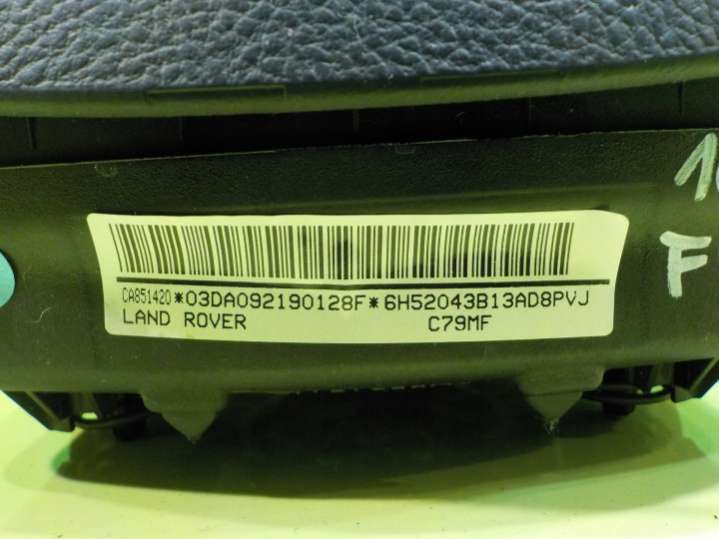 CA851420*03DA092190128F*6H52043B13AD8PVJ
LAND ROVER C79MF
F